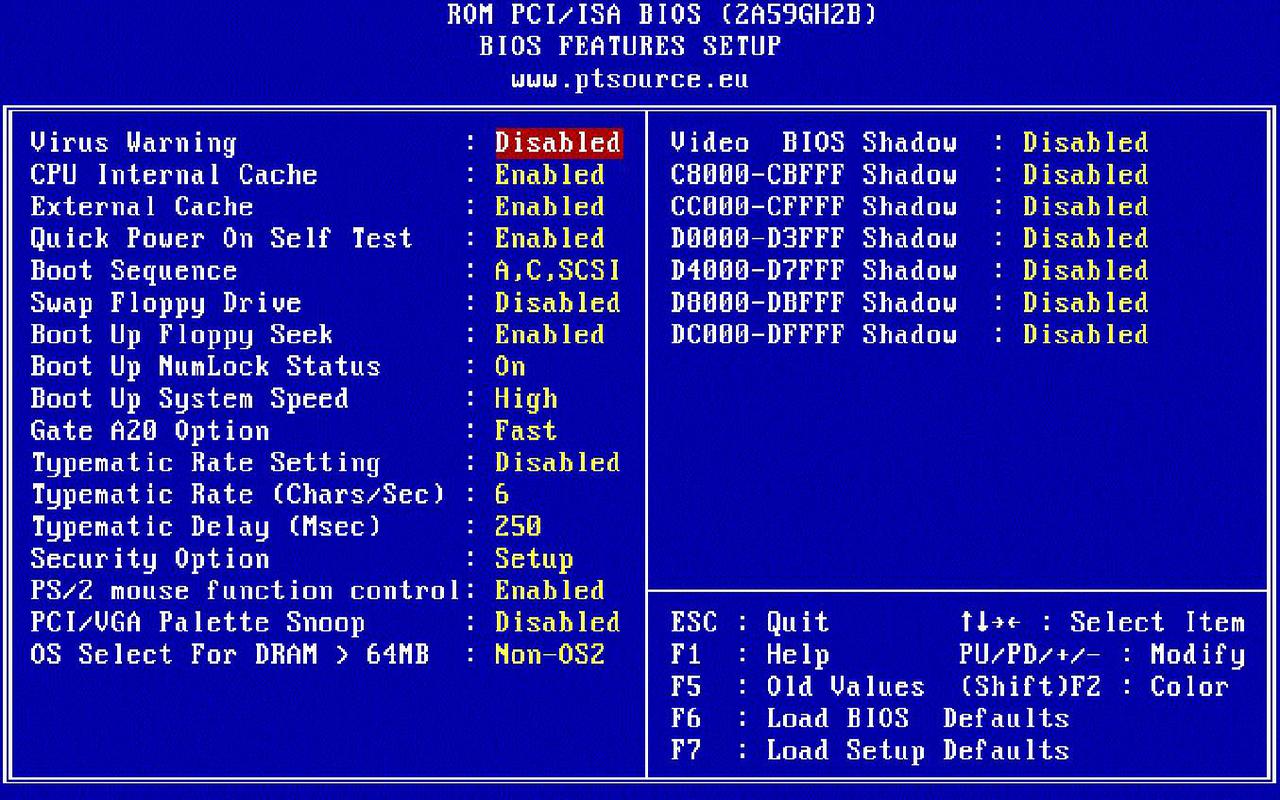 ROM PCI/ISA BIOS (2A59GH2B)
BIOS FEATURES SETUP
www.ptsource.eu
Virus Warning : Disabled
CPU Internal Cache : Enabled
External Cache : Enabled
Quick Power On Self Test : Enabled
Boot Sequence : A,C,SCSI
Swap Floppy Drive : Disabled
Boot Up Floppy Seek : Enabled
Boot Up NumLock Status : On
Boot Up System Speed : High
Gate A20 Option : Fast
Typematic Rate Setting : Disabled
Typematic Rate (Chars/Sec) : 6
Typematic Delay (Msec) : 250
Security Option : Setup
PS/2 mouse function control: Enabled
PCI/VGA Palette Snoop : Disabled
OS Select For DRAM > 64MB : Non-OS2
Video BIOS Shadow : Disabled
C8000-CBFFF Shadow : Disabled
CC000-CFFFF Shadow : Disabled
D0000-D3FFF Shadow : Disabled
D4000-D7FFF Shadow : Disabled
D8000-DBFFF Shadow : Disabled
DC000-DFFFF Shadow : Disabled
ESC : Quit ↑↓→← : Select Item
F1 : Help PU/PD/+/- : Modify
F5 : Old Values (Shift)F2 : Color
F6 : Load BIOS Defaults
F7 : Load Setup Defaults